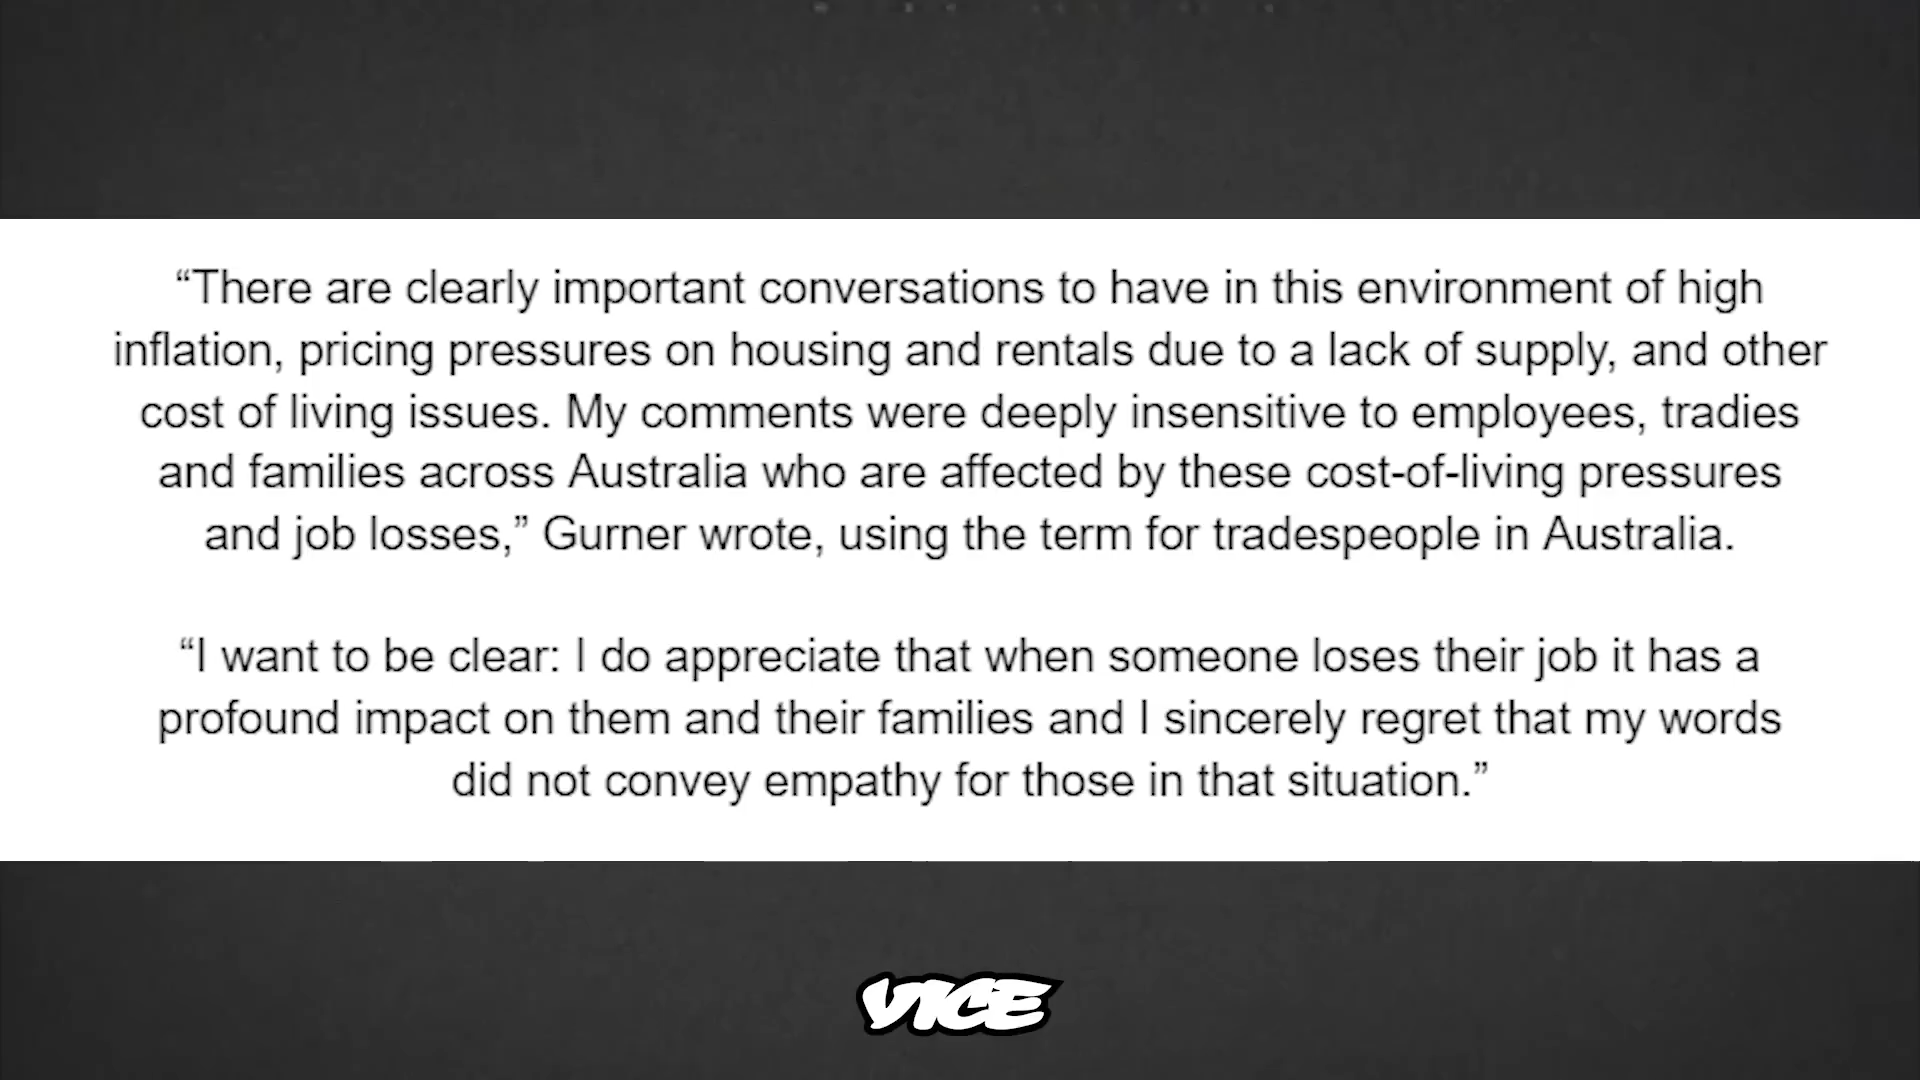 “There are clearly important conversations to have in this environment of high
inflation, pricing pressures on housing and rentals due to a lack of supply, and other
cost of living issues. My comments were deeply insensitive to employees, tradies
and families across Australia who are affected by these cost-of-living pressures
and job losses,” Gurner wrote, using the term for tradespeople in Australia.
“I want to be clear: I do appreciate that when someone loses their job it has a
profound impact on them and their families and I sincerely regret that my words
did not convey empathy for those in that situation.”
VICE